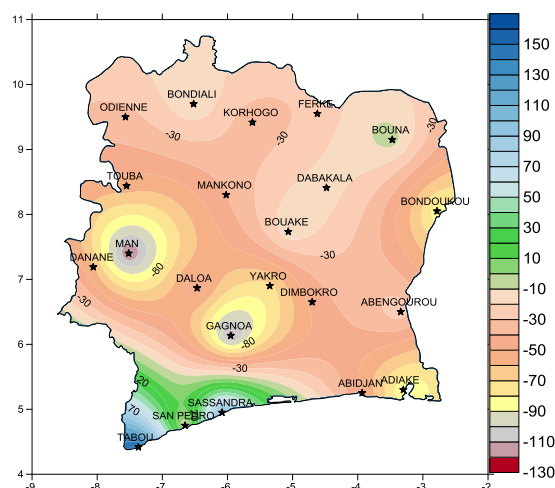 11
10
9
8
7
6
5
4
-9
-8
-7
-6
-5
-4
-3
-2
BONDIALI
ODIENNE
KORHOGO
FERKE
BOUNA
-30
-30
-30
TOUBA
MANKONO
DABAKALA
BONDOUKOU
BOUAKE
MAN
DANANE
-80
-30
DALOA
YAKRO
DIMBOKRO
ABENGOUROU
-30
GAGNOA
-80
-30
20
70
ABIDJAN
ADIAKE
SASSANDRA
SAN PEDRO
TABOU
150
130
110
90
70
50
30
10
-10
-30
-50
-70
-90
-110
-130